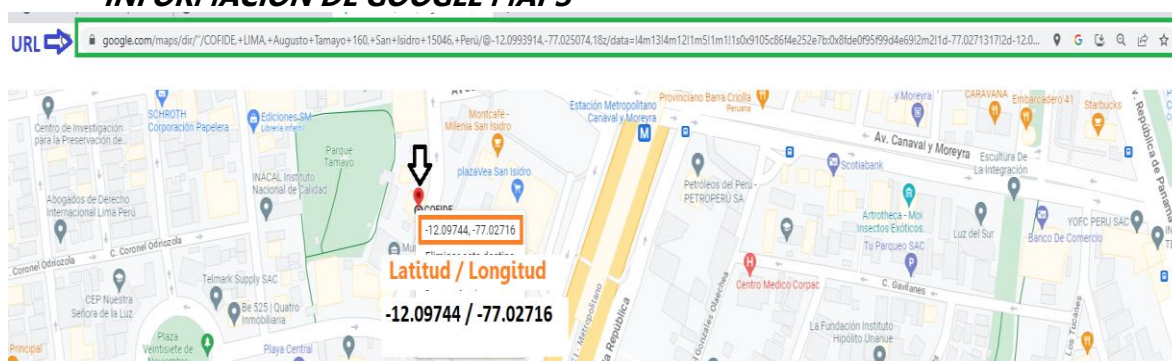 INFORMACIÓN DE GOOGLE MAPS
URL
google.com/maps/dir/''/COFIDE,+LIMA,+Augusto+Tamayo+160,+San+Isidro+15046,+Perú/@-12.0993914,-77.025074,18z/data=!4m13!4m12!1m5!1m1!1s0x9105c86f4e252e7b:0x8fde0f95f99d4e69!2m2!1d-77.0271317!2d-12.0...
SCHROTH
Corporación Papelera
Ediciones SM
Librería infantil
Centro de Investigación
para la Preservación de...
Montcafé -
Milenia San Isidro
Estación Metropolitano
Canaval y Moreyra
M
Provinciano Barra Criolla
Peruana
y Moreyra
CARAVANA
Embarcadero 41
Starbucks
Av. República de Panamá
Parque
Tamayo
INACAL Instituto
Nacional de Calidad
plazaVea San Isidro
Av. Canaval y Moreyra
Escultura De
La Integración
Scotiabank
Petróleos del Perú -
PETROPERÚ SA
Abogados de Derecho
Internacional Lima Perú
COFIDE
-12.09744, -77.02716
Artrotheca - Moi
Insectos Exóticos
Luz del Sur
YOFC PERU SAC
Banco De Comercio
Tu Parqueo SAC
P
Coronel Odriozola
C. Coronel Odriozola
Telmark Supply SAC
Latitud / Longitud
-12.09744 / -77.02716
H
Centro Medico Corpac
C. Gavilanes
CEP Nuestra
Señora de la Luz
Be 525 | Quatro
Inmobiliaria
Metropolitano
República
Gonzales Olaechea
Los Tucanes
La Fundación Instituto
Hipólito Unanue
Principal
Plaza
Veintisiete de
Noviembre
Playa Central